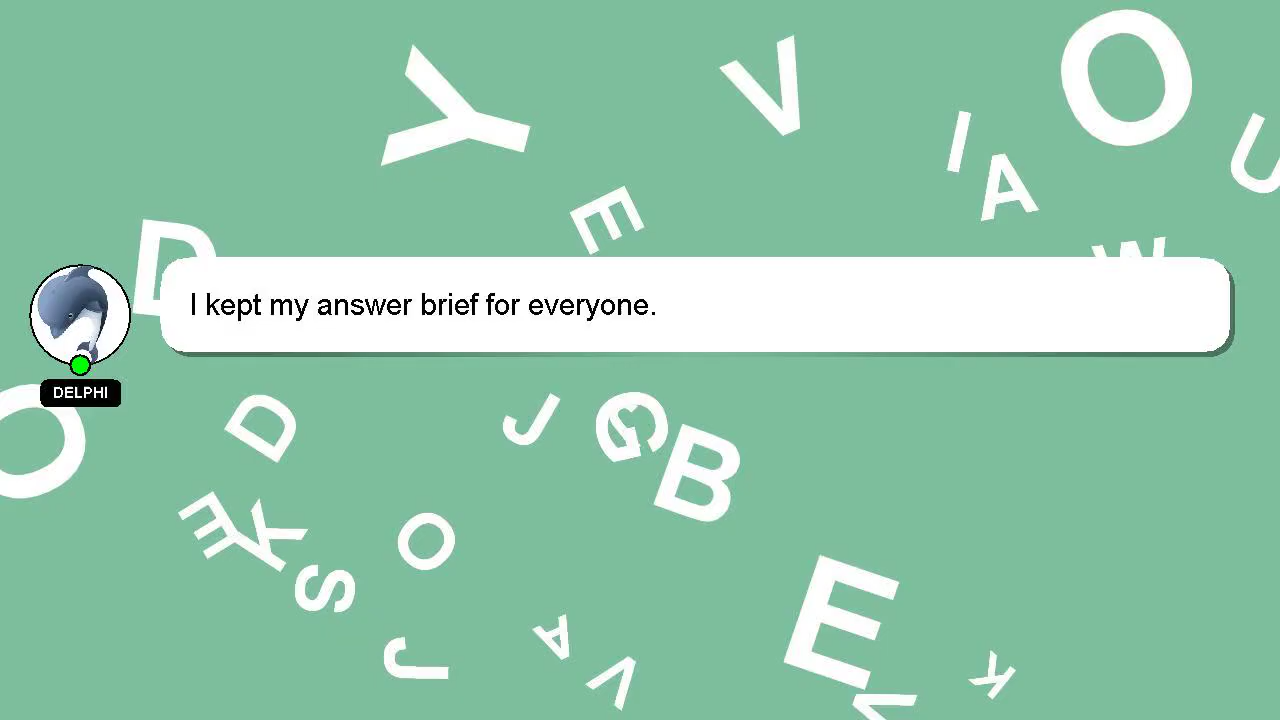 I kept my answer brief for everyone.
DELPHI
Y
V
O
I
A
U
E
D
W
O
D
J
G
B
E
K
S
O
J
A
V
E
V
K